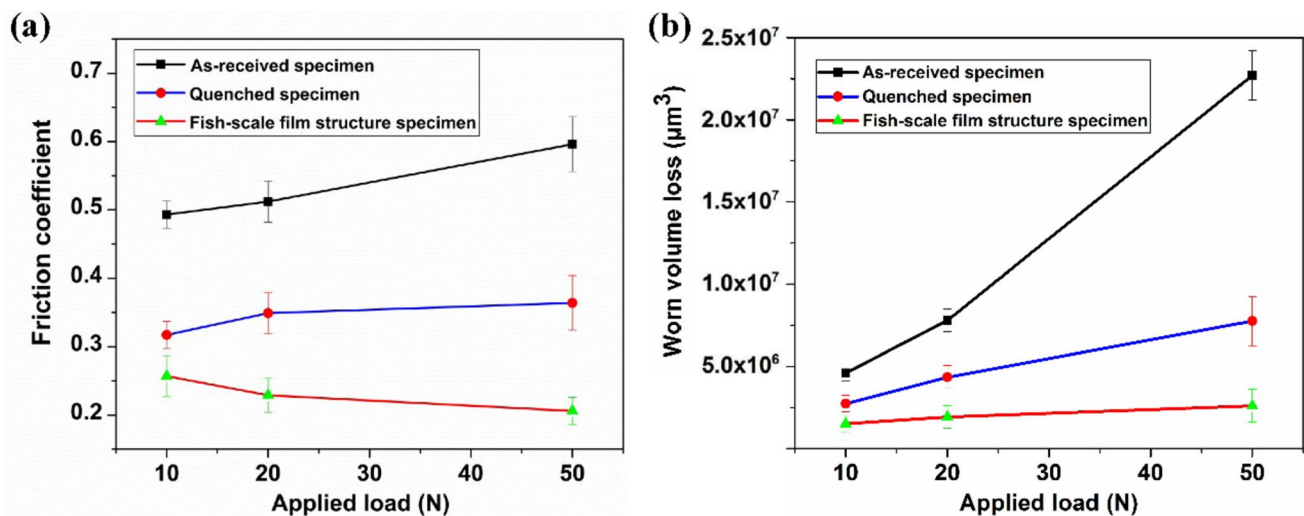 (a)
0.7
0.6
0.5
0.4
0.3
0.2
Friction coefficient
As-received specimen
Quenched specimen
Fish-scale film structure specimen
10 20 30 40 50
Applied load (N)
(b)
2.5x10⁷
2.0x10⁷
1.5x10⁷
1.0x10⁷
5.0x10⁶
Worn volume loss (µm³)
As-received specimen
Quenched specimen
Fish-scale film structure specimen
10 20 30 40 50
Applied load (N)